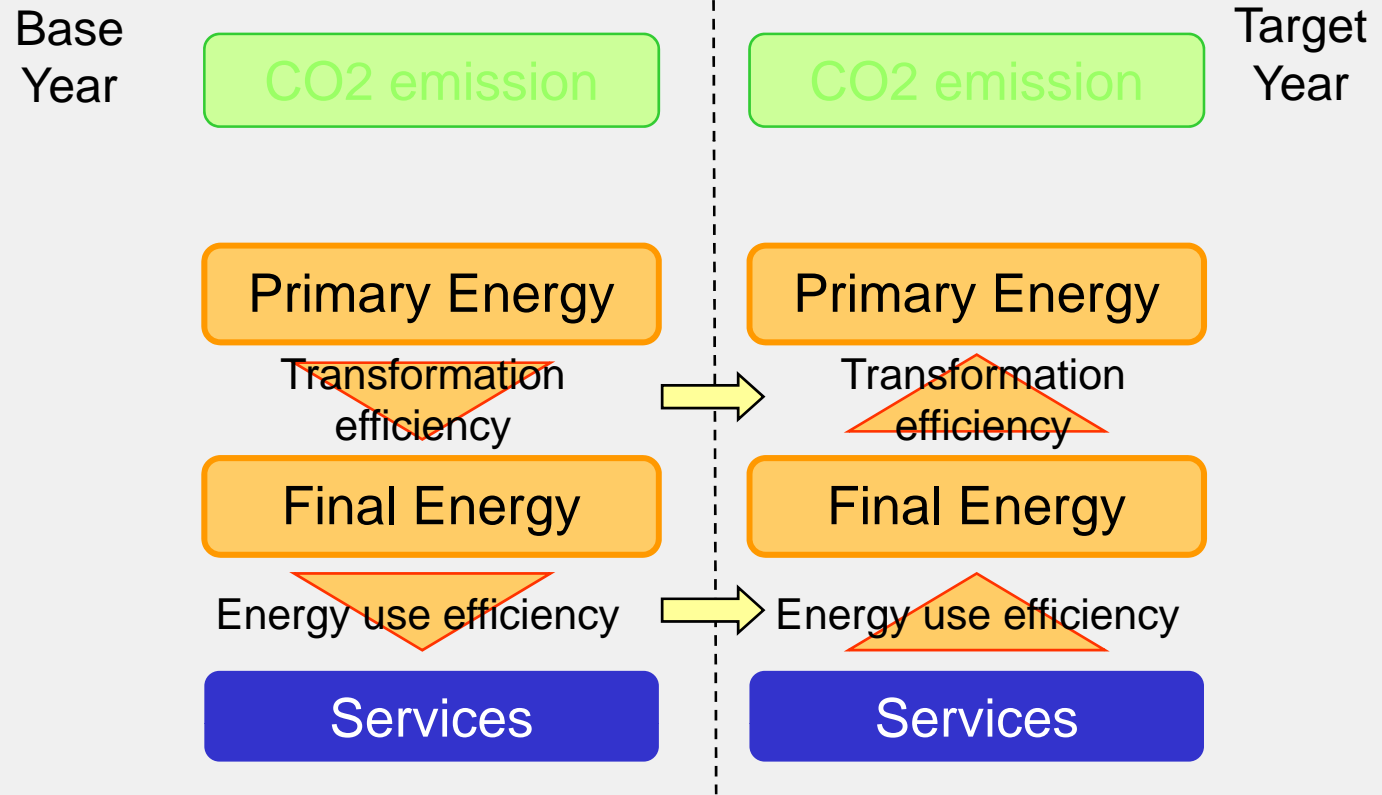 Base
Year
CO2 emission
CO2 emission
Target
Year
Primary Energy
Primary Energy
Transformation
efficiency
Transformation
efficiency
Final Energy
Final Energy
Energy use efficiency
Energy use efficiency
Services
Services